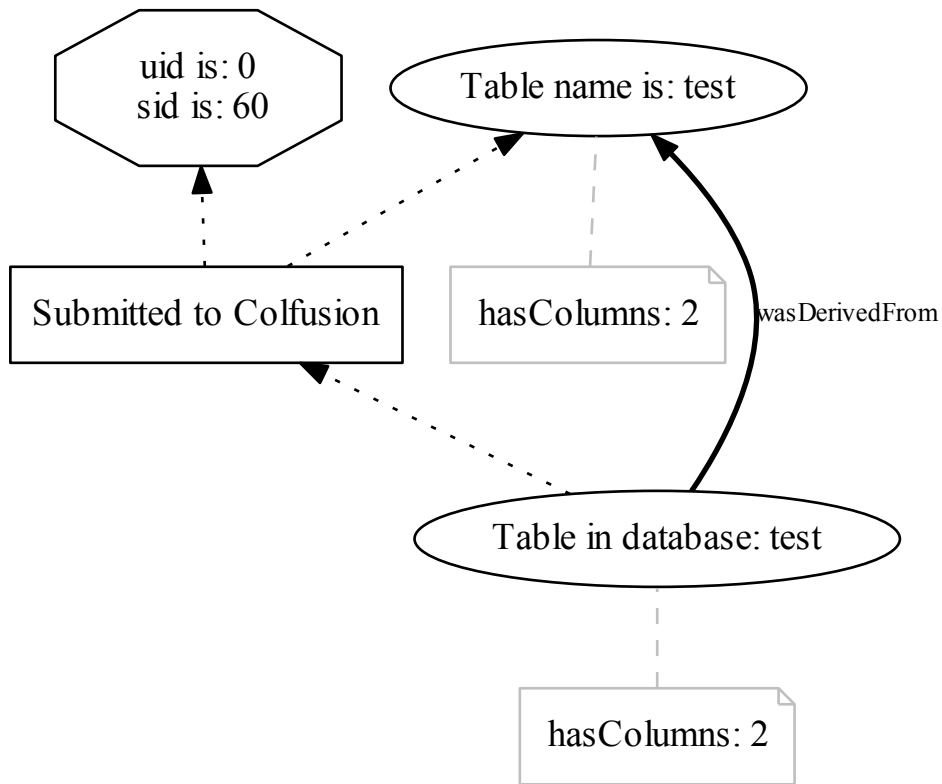 uid is: 0
sid is: 60
Table name is: test
Submitted to Colfusion
hasColumns: 2
wasDerivedFrom
Table in database: test
hasColumns: 2